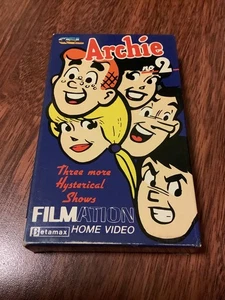 Archie
no.2
Three more
Hysterical
Shows
FILMATION
Betamax HOME VIDEO